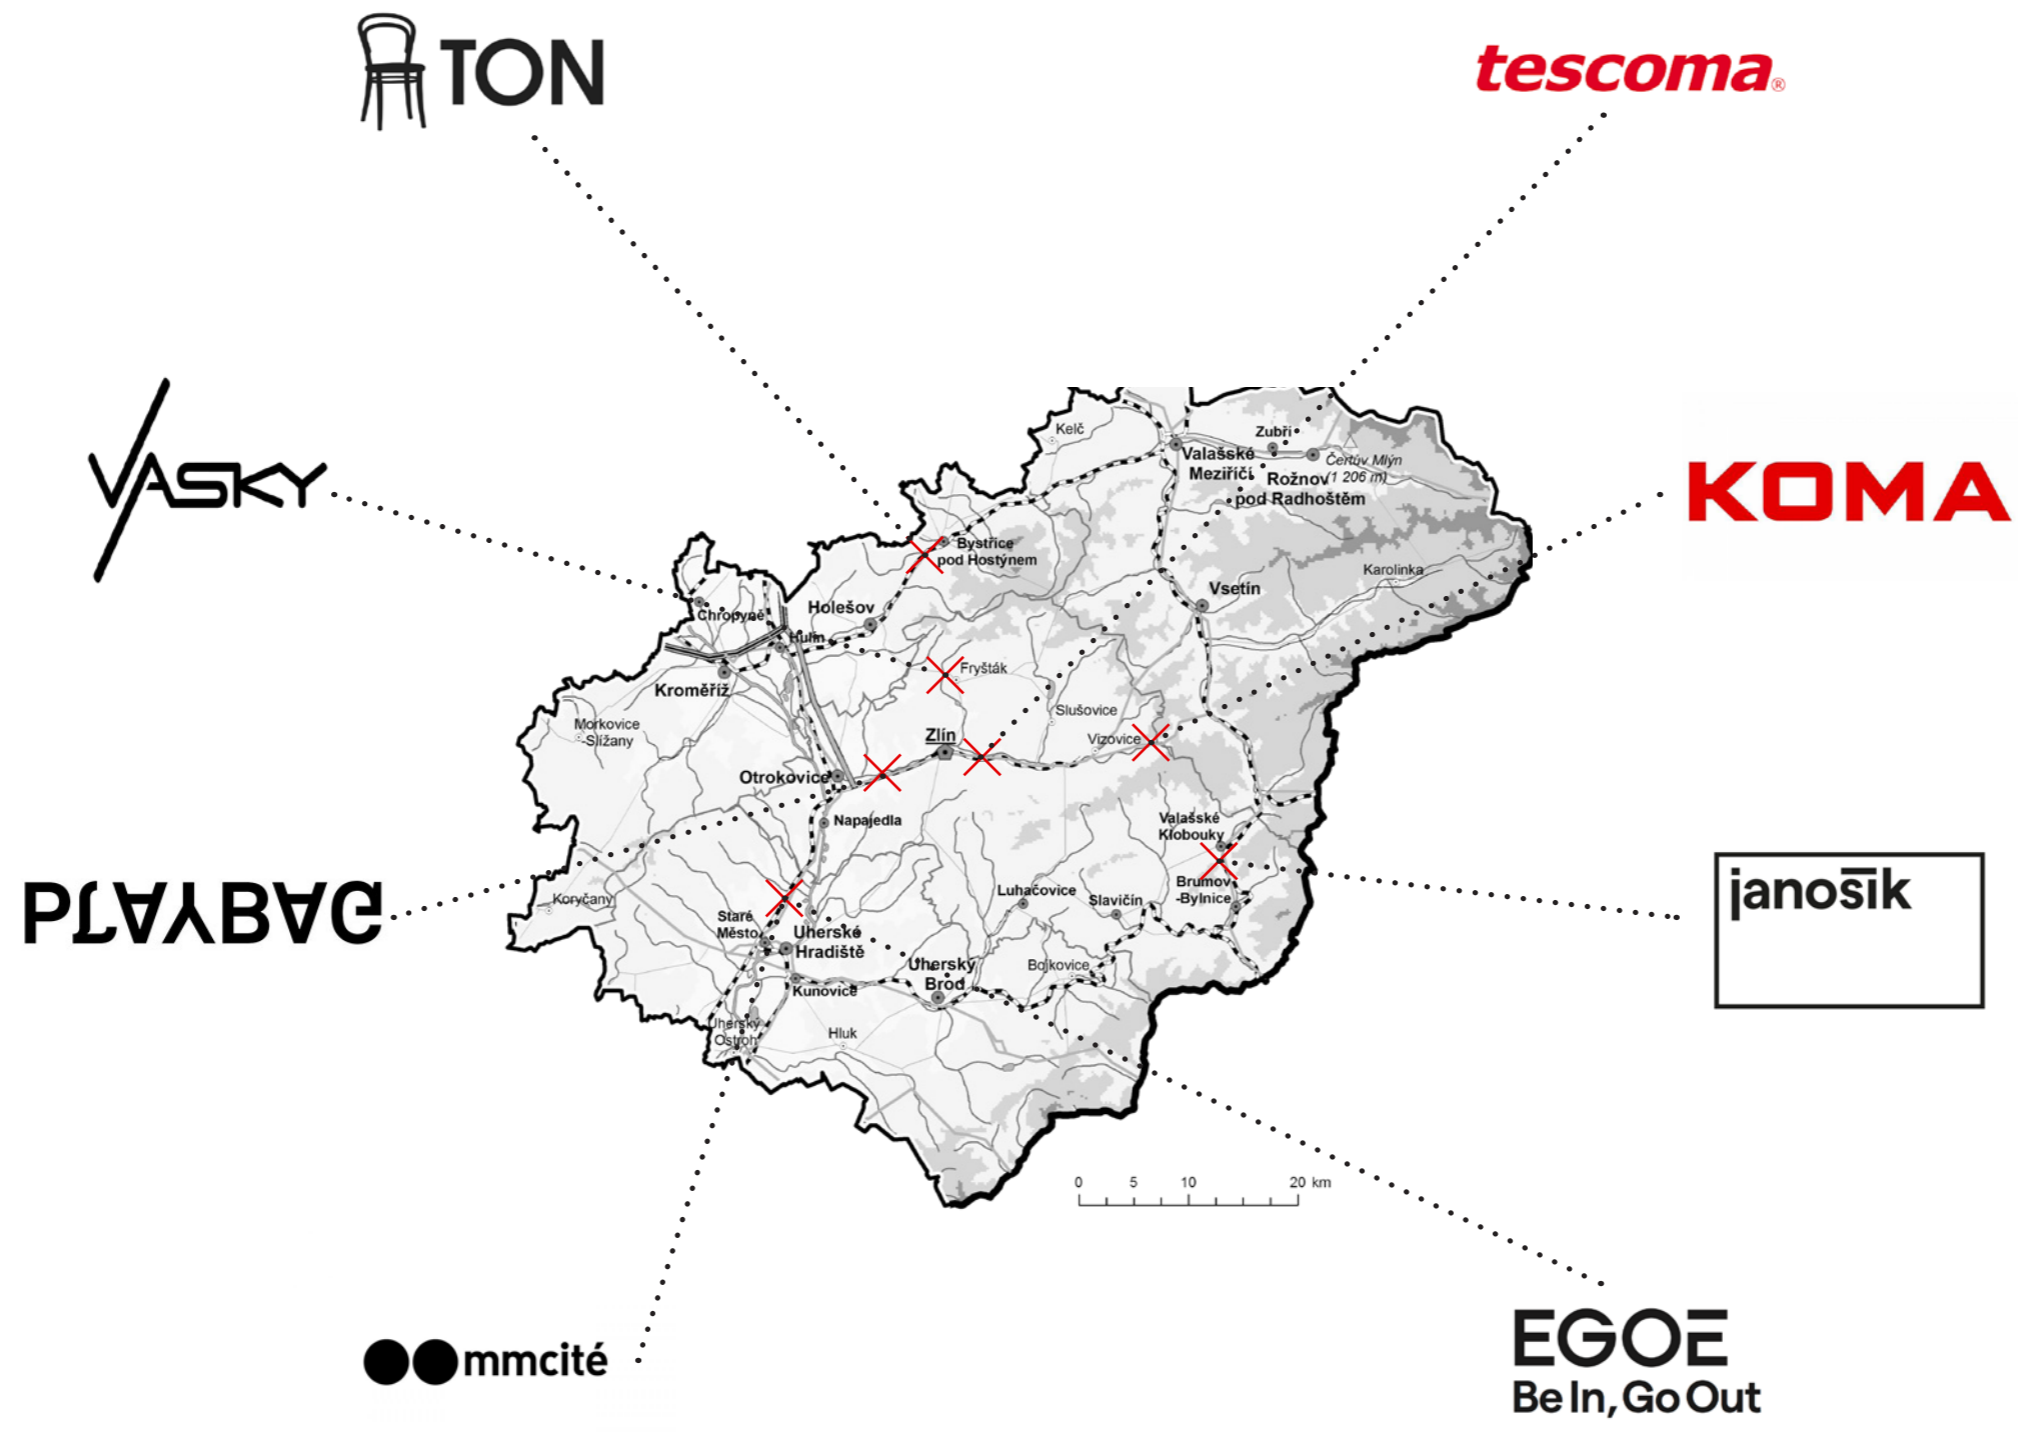 TON
tescoma®
VASKY
KOMA
PLAYBAG
janošik
mmcité
EGOE
Be In, Go Out
Kelč
Zubří
Valašské
Meziříčí
Čertův Mlýn
(1 206 m)
Rožnov
pod Radhoštěm
Bystřice
pod Hostýnem
Karolinka
Vsetín
Holešov
Chropyně
Hulín
Fryšták
Kroměříž
Slušovice
Morkovice
-Slížany
Zlín
Vizovice
Otrokovice
Napajedla
Valašské
Klobouky
Brumov
-Bylnice
Luhačovice
Slavičín
Koryčany
Staré
Město
Uherské
Hradiště
Uherský
Brod
Bojkovice
Kunovice
Uherský
Ostroh
Hluk
0 5 10 20 km